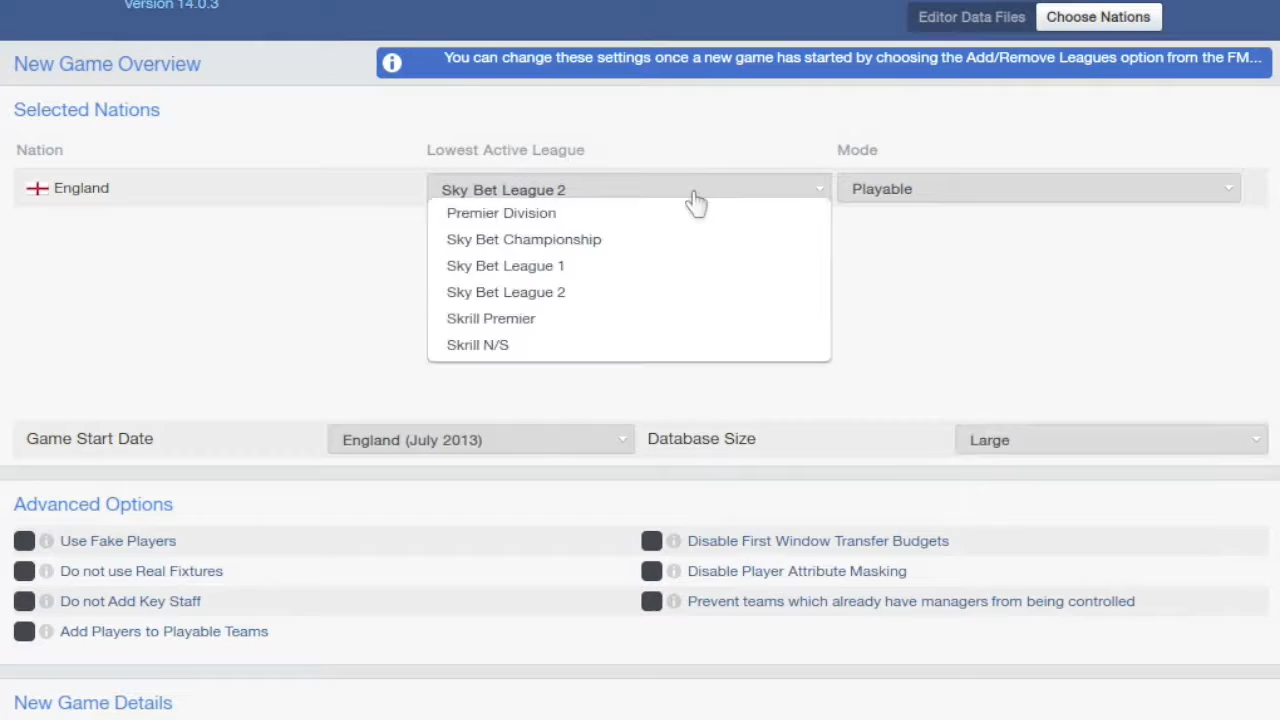 Version 14.0.3
Editor Data Files
Choose Nations
New Game Overview
You can change these settings once a new game has started by choosing the Add/Remove Leagues option from the FM...
Selected Nations
Nation
Lowest Active League
Mode
England
Sky Bet League 2
Playable
Premier Division
Sky Bet Championship
Sky Bet League 1
Sky Bet League 2
Skrill Premier
Skrill N/S
Game Start Date
England (July 2013)
Database Size
Large
Advanced Options
Use Fake Players
Disable First Window Transfer Budgets
Do not use Real Fixtures
Disable Player Attribute Masking
Do not Add Key Staff
Prevent teams which already have managers from being controlled
Add Players to Playable Teams
New Game Details